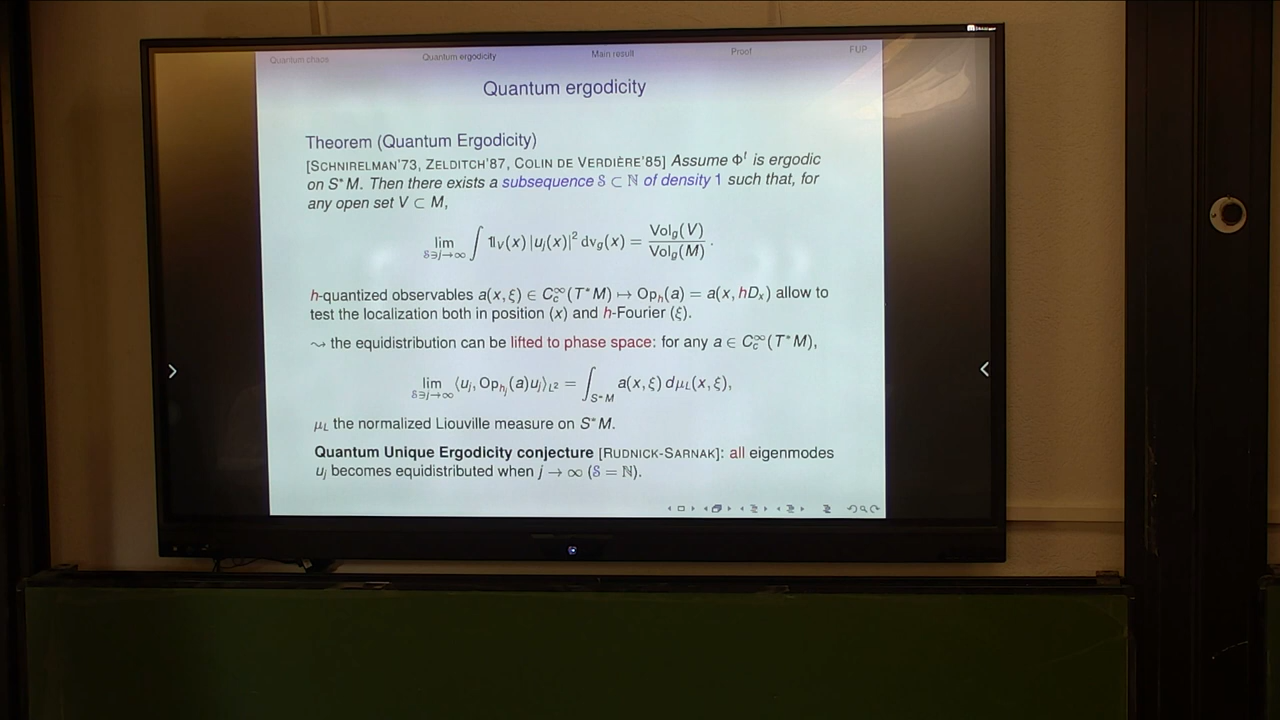 Quantum chaos Quantum ergodicity Main result Proof FUP
Quantum ergodicity
Theorem (Quantum Ergodicity)
[SCHNIRELMAN'73, ZELDITCH'87, COLIN DE VERDIÈRE'85] Assume Φᵗ is ergodic
on S*M. Then there exists a subsequence 𝕊 ⊂ ℕ of density 1 such that, for
any open set V ⊂ M,
lim_{𝕊∋j→∞} ∫ 𝟙_V(x) |u_j(x)|² dv_g(x) = Vol_g(V) / Vol_g(M) .
h-quantized observables a(x, ξ) ∈ C_c^∞(T*M) ↦ Op_h(a) = a(x, hD_x) allow to
test the localization both in position (x) and h-Fourier (ξ).
⤳ the equidistribution can be lifted to phase space: for any a ∈ C_c^∞(T*M),
lim_{𝕊∋j→∞} ⟨u_j, Op_{h_j}(a)u_j⟩_{L²} = ∫_{S*M} a(x, ξ) dμ_L(x, ξ),
μ_L the normalized Liouville measure on S*M.
Quantum Unique Ergodicity conjecture [RUDNICK-SARNAK]: all eigenmodes
u_j becomes equidistributed when j → ∞ (𝕊 = ℕ).